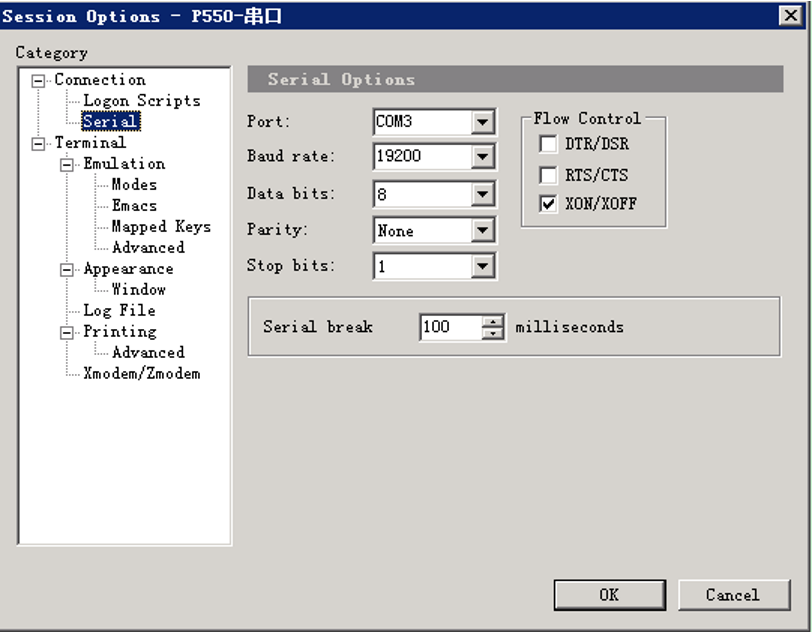 Session Options - P550-串口
Category
Connection
Logon Scripts
Serial
Terminal
Emulation
Modes
Emacs
Mapped Keys
Advanced
Appearance
Window
Log File
Printing
Advanced
Xmodem/Zmodem
Serial Options
Port: COM3
Baud rate: 19200
Data bits: 8
Parity: None
Stop bits: 1
Flow Control
DTR/DSR
RTS/CTS
XON/XOFF
Serial break 100 milliseconds
OK Cancel